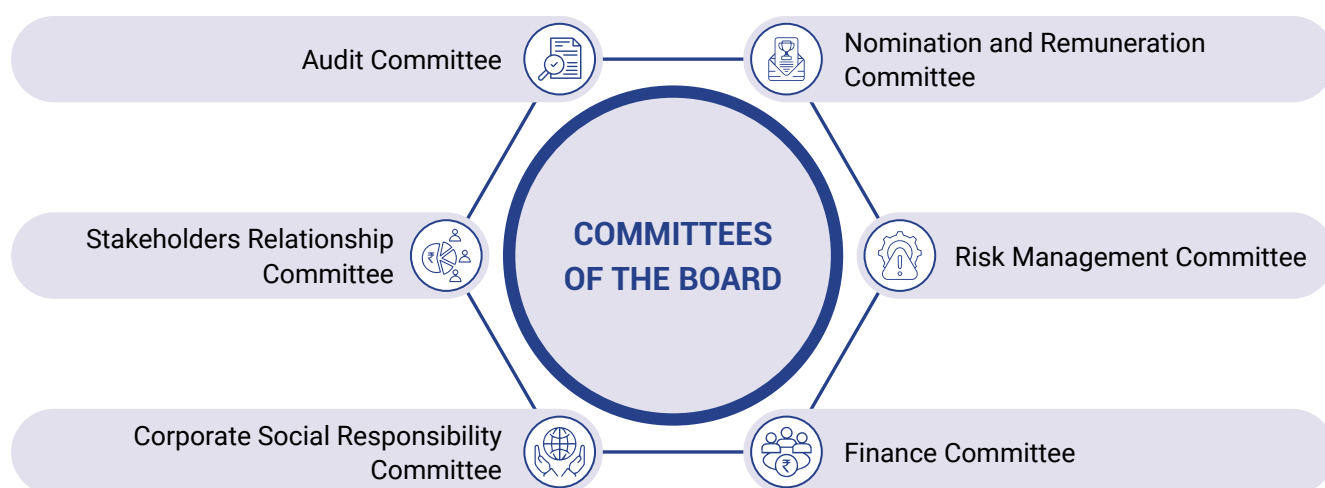 Audit Committee
Nomination and Remuneration
Committee
Stakeholders Relationship
Committee
COMMITTEES
OF THE BOARD
Risk Management Committee
Corporate Social Responsibility
Committee
Finance Committee
₹
₹